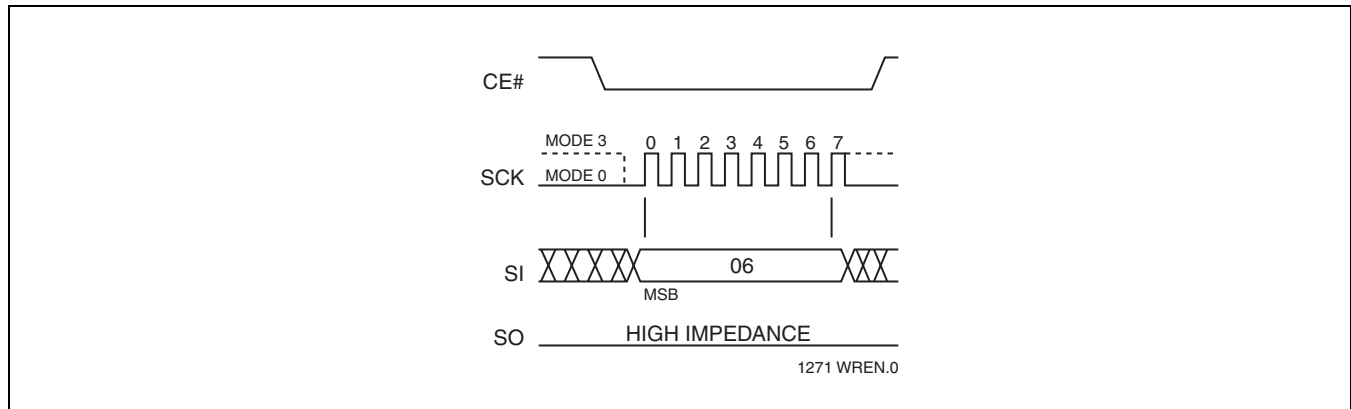 CE#
MODE 3
0 1 2 3 4 5 6 7
SCK
MODE 0
SI
06
MSB
SO
HIGH IMPEDANCE
1271 WREN.0